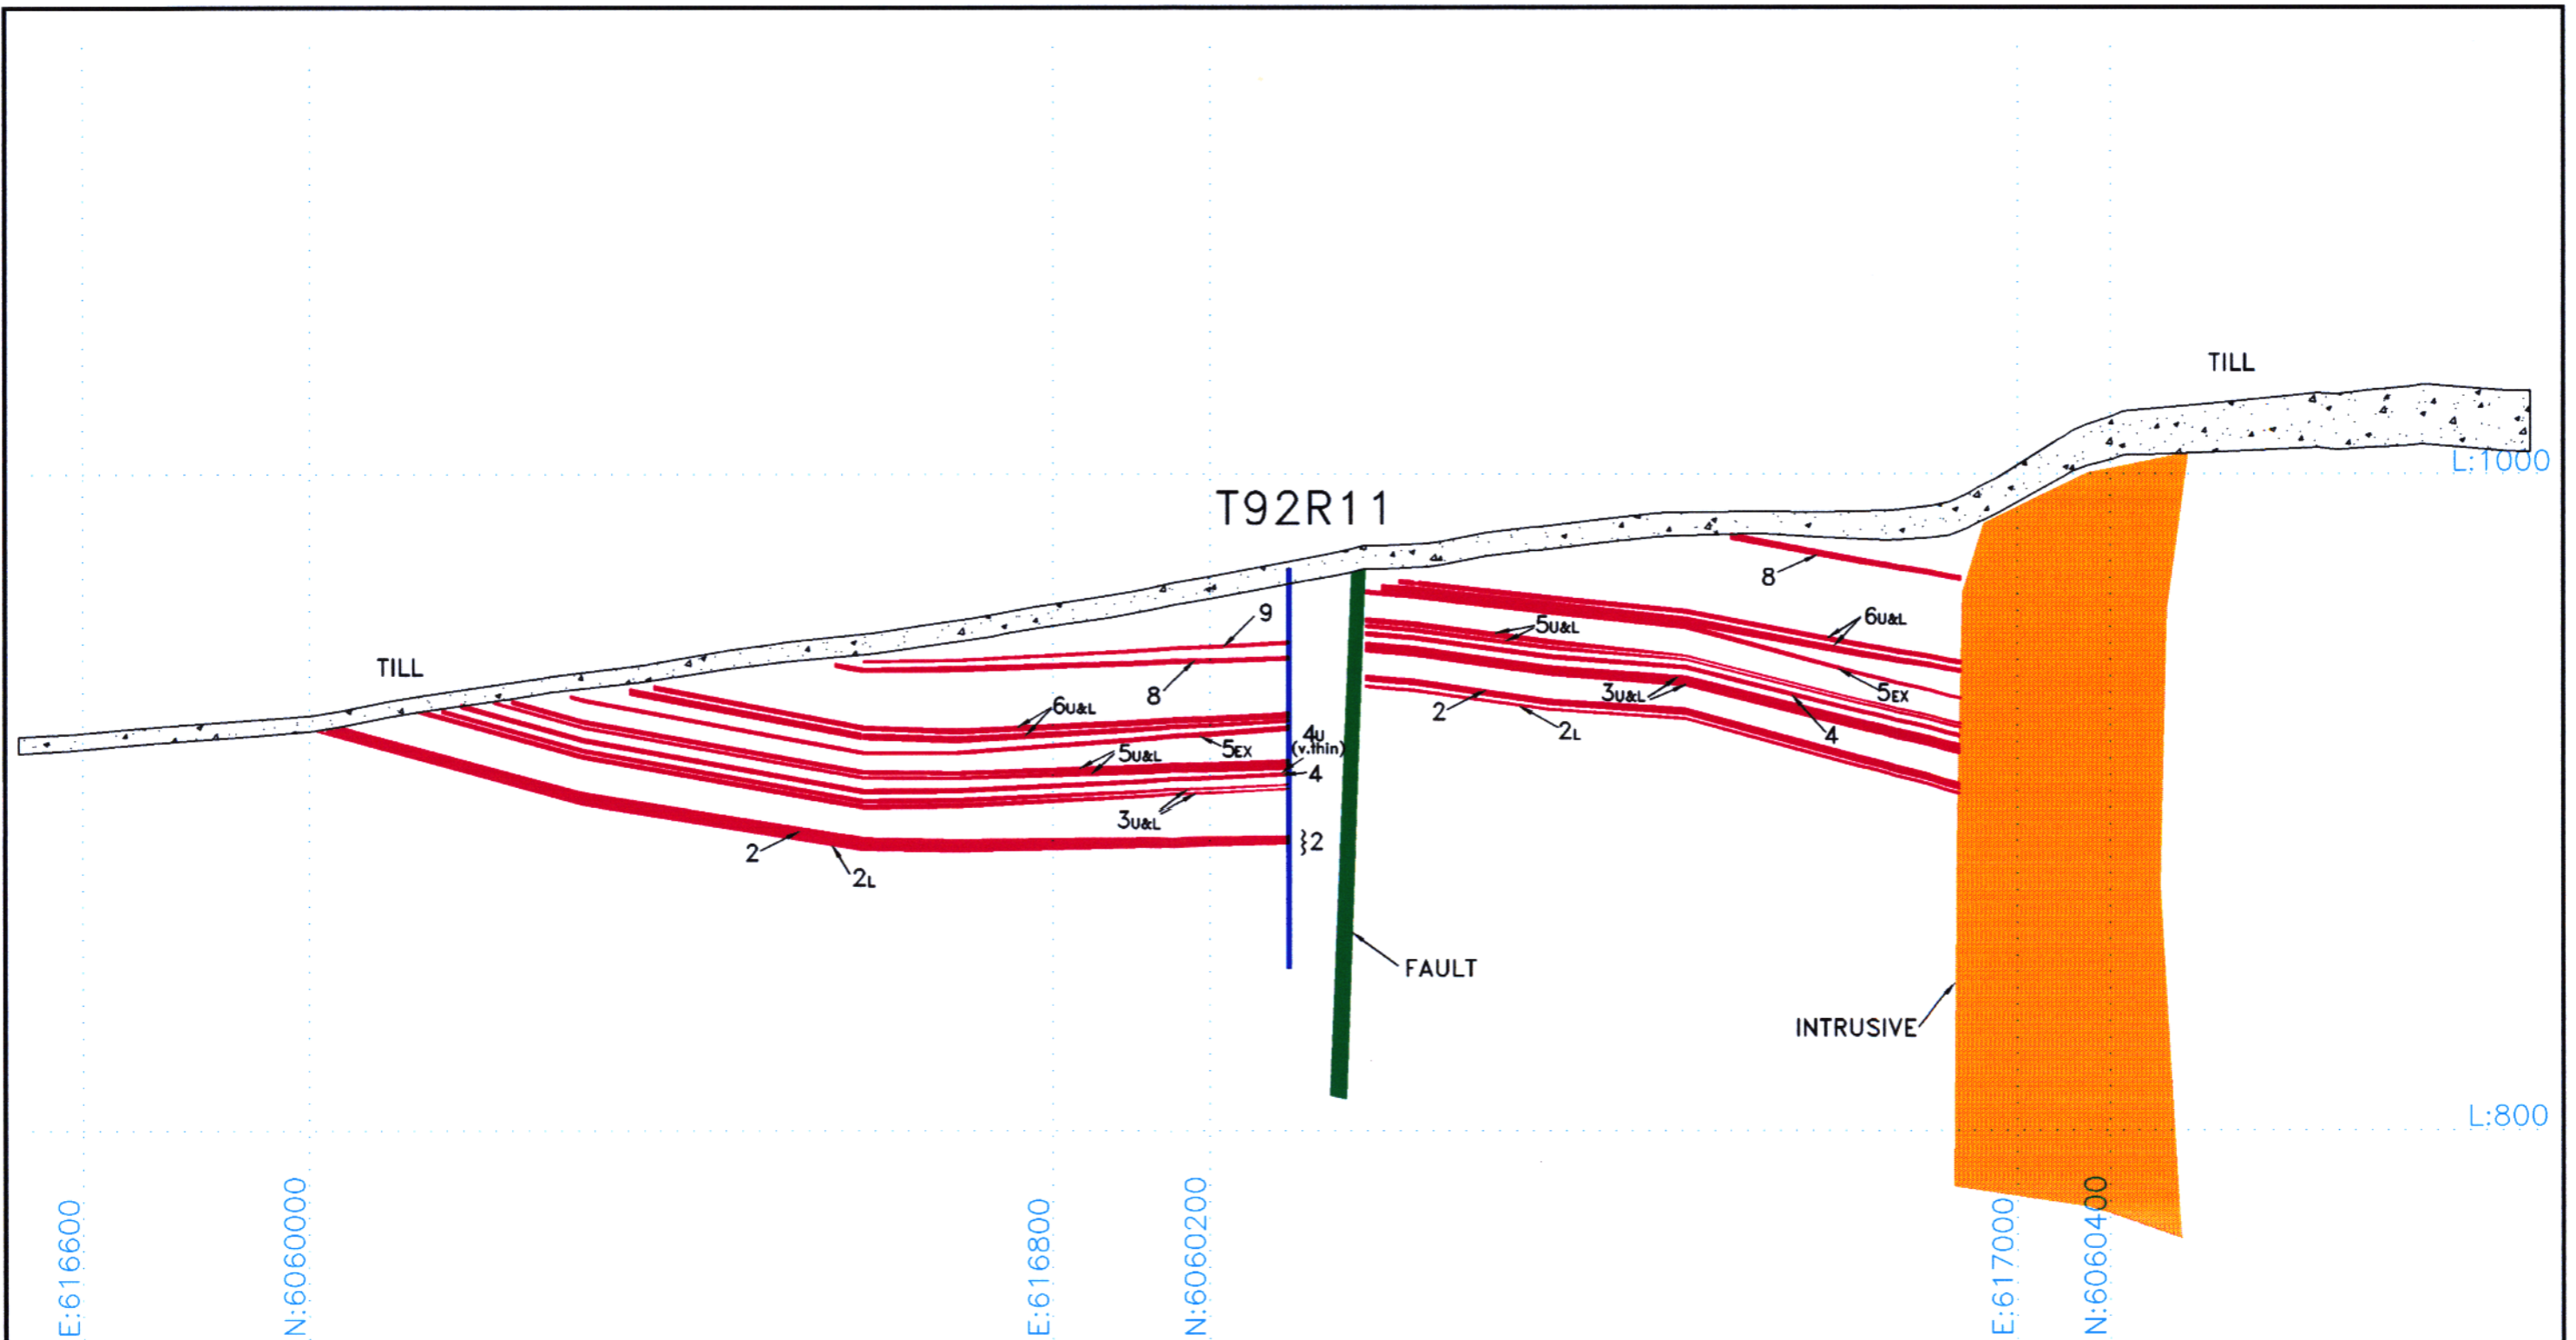 TILL
L:1000
T92R11
8
9
6U&L
5U&L
TILL
5EX
3U&L
8
6U&L
2
4U
(v.thin)
2L
4
5U&L
5EX
4
3U&L
2
2
2L
FAULT
INTRUSIVE
L:800
E:616600
N:6060000
E:616800
N:6060200
E:617000
N:6060400